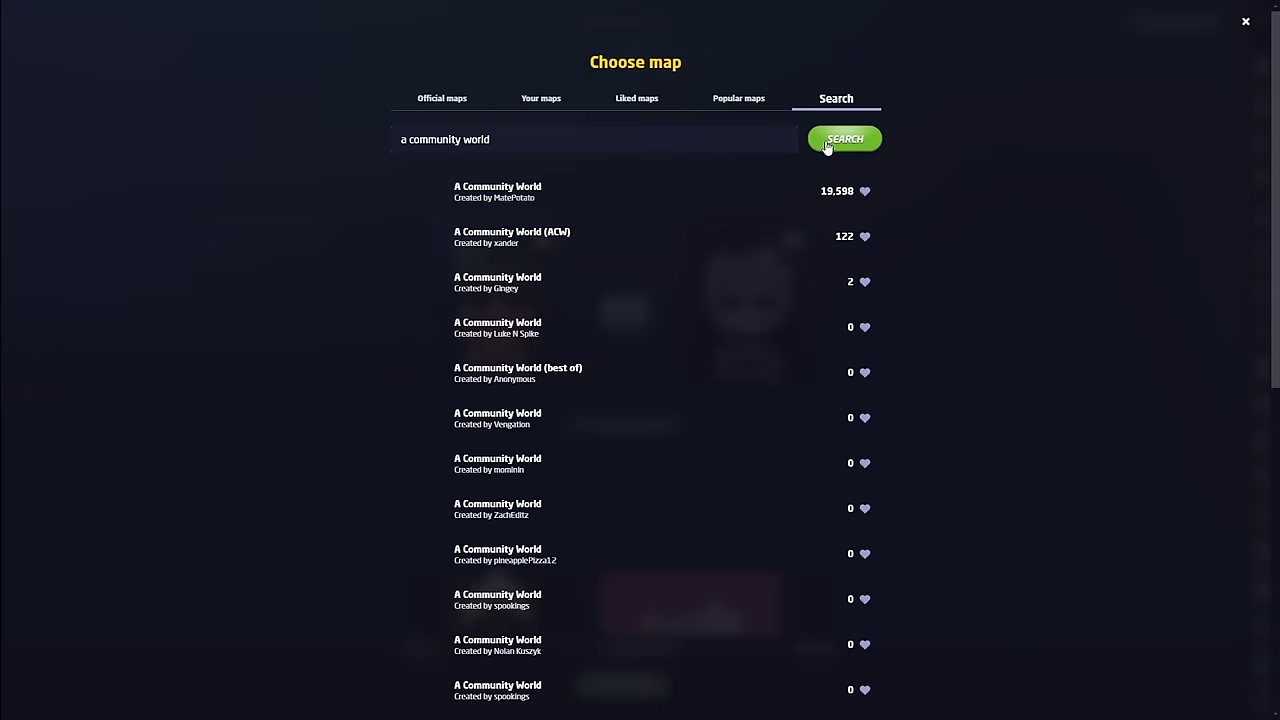 ×
Choose map
Official maps
Your maps
Liked maps
Popular maps
Search
a community world
SEARCH
A Community World
Created by MatePotato
19,598
A Community World (ACW)
Created by xander
122
A Community World
Created by Gingey
2
A Community World
Created by Luke N Spike
0
A Community World (best of)
Created by Anonymous
0
A Community World
Created by Vengation
0
A Community World
Created by mominin
0
A Community World
Created by ZachEditz
0
A Community World
Created by pineapplePizza12
0
A Community World
Created by spookings
0
A Community World
Created by Nolan Kuszyk
0
A Community World
Created by spookings
0